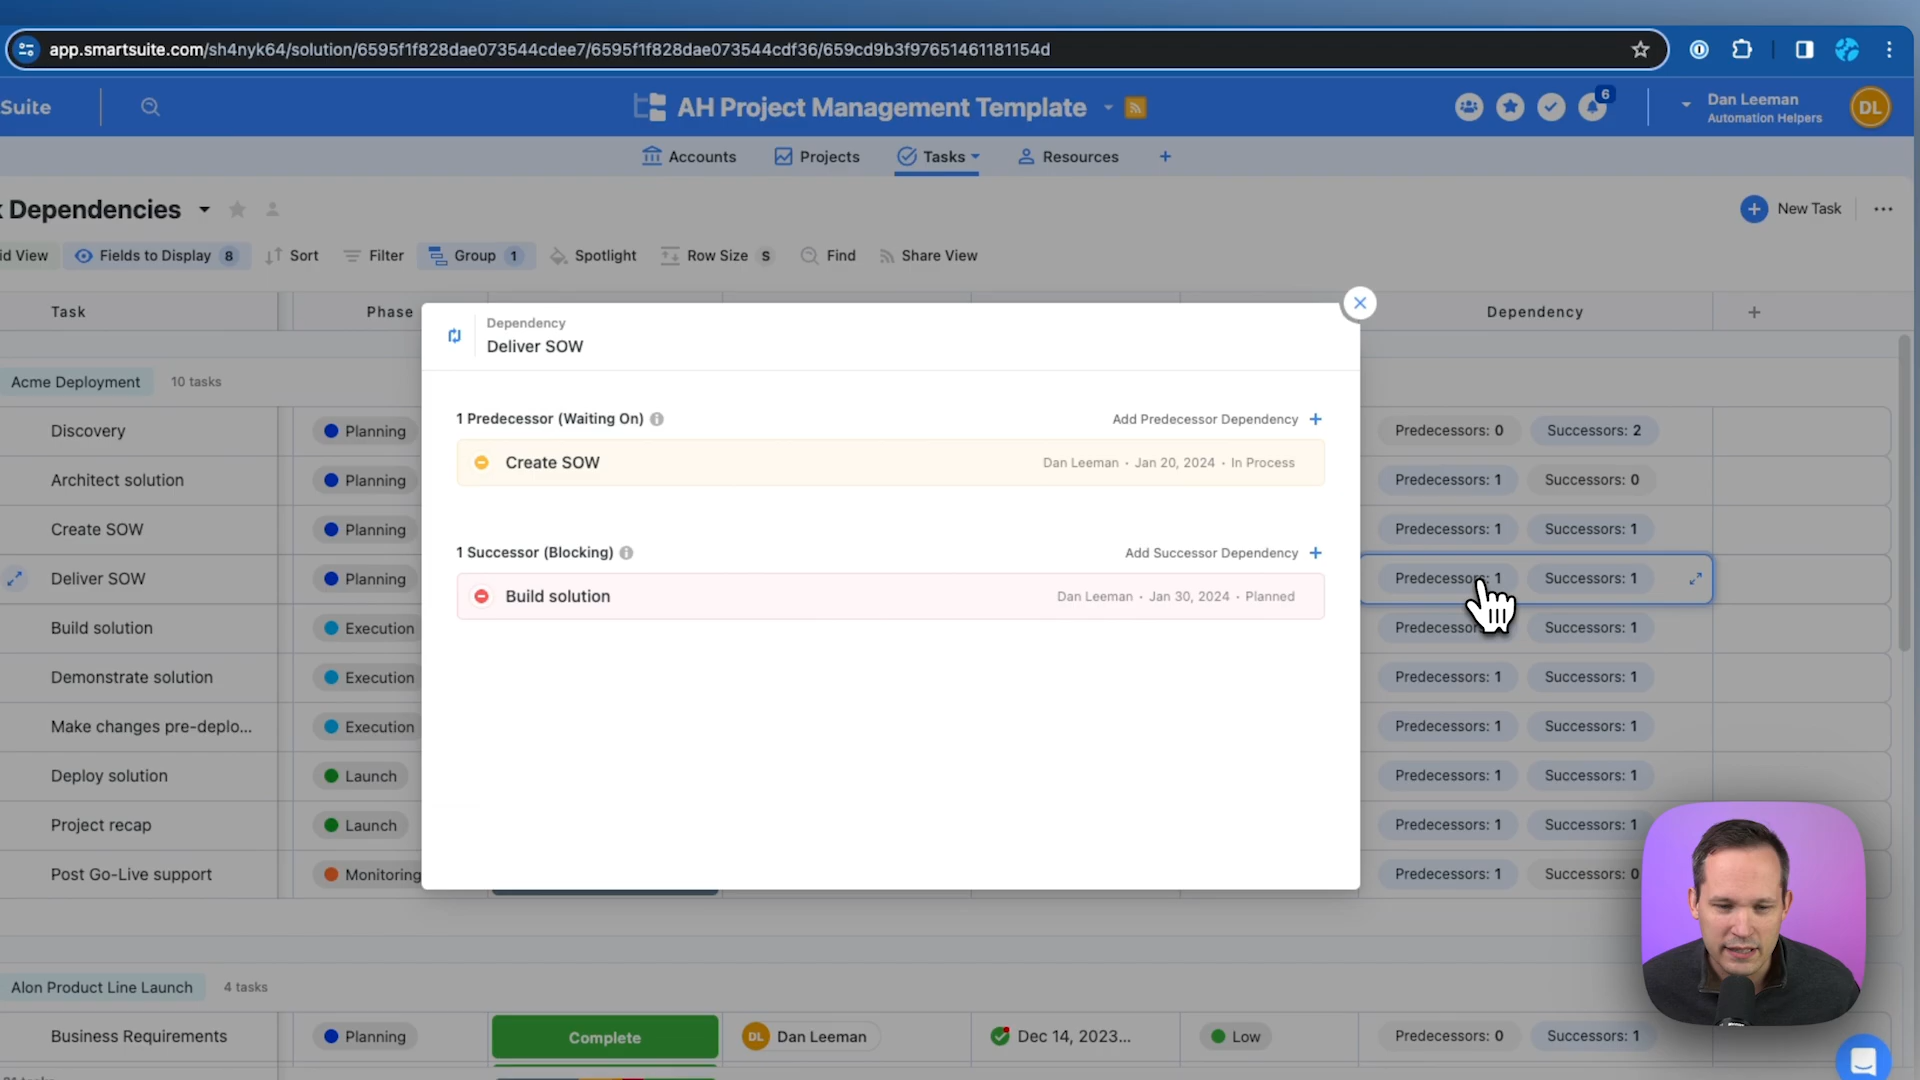 app.smartsuite.com/sh4nyk64/solution/6595f1f828dae073544cdee7/6595f1f828dae073544cdf36/659cd9b3f97651461181154d
Suite
AH Project Management Template
6
Dan Leeman
Automation Helpers
DL
Accounts
Projects
Tasks
Resources
Dependencies
New Task
id View
Fields to Display 8
Sort
Filter
Group 1
Spotlight
Row Size S
Find
Share View
Task
Phase
Dependency
Dependency
Deliver SOW
1 Predecessor (Waiting On)
Add Predecessor Dependency
Create SOW
Dan Leeman • Jan 20, 2024 • In Process
1 Successor (Blocking)
Add Successor Dependency
Build solution
Dan Leeman • Jan 30, 2024 • Planned
Acme Deployment 10 tasks
Discovery Planning Predecessors: 0 Successors: 2
Architect solution Planning Predecessors: 1 Successors: 0
Create SOW Planning Predecessors: 1 Successors: 1
Deliver SOW Planning Predecessors: 1 Successors: 1
Build solution Execution Predecessors Successors: 1
Demonstrate solution Execution Predecessors: 1 Successors: 1
Make changes pre-deplo... Execution Predecessors: 1 Successors: 1
Deploy solution Launch Predecessors: 1 Successors: 1
Project recap Launch Predecessors: 1 Successors: 1
Post Go-Live support Monitoring Predecessors: 1 Successors: 0
Alon Product Line Launch 4 tasks
Business Requirements Planning Complete DL Dan Leeman Dec 14, 2023... Low Predecessors: 0 Successors: 1